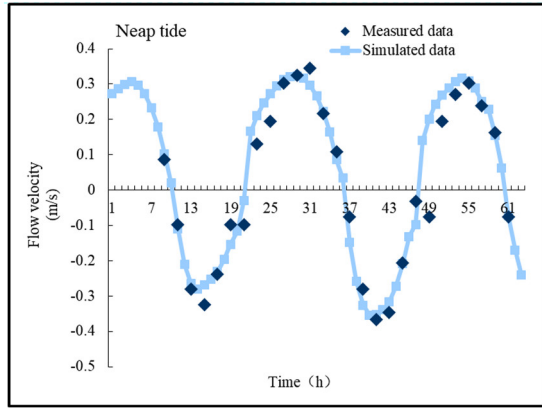 Neap tide
Measured data
Simulated data
0.4
0.3
0.2
0.1
0
-0.1
-0.2
-0.3
-0.4
-0.5
1 7 13 19 25 31 37 43 49 55 61
Flow velocity
(m/s)
Time（h）